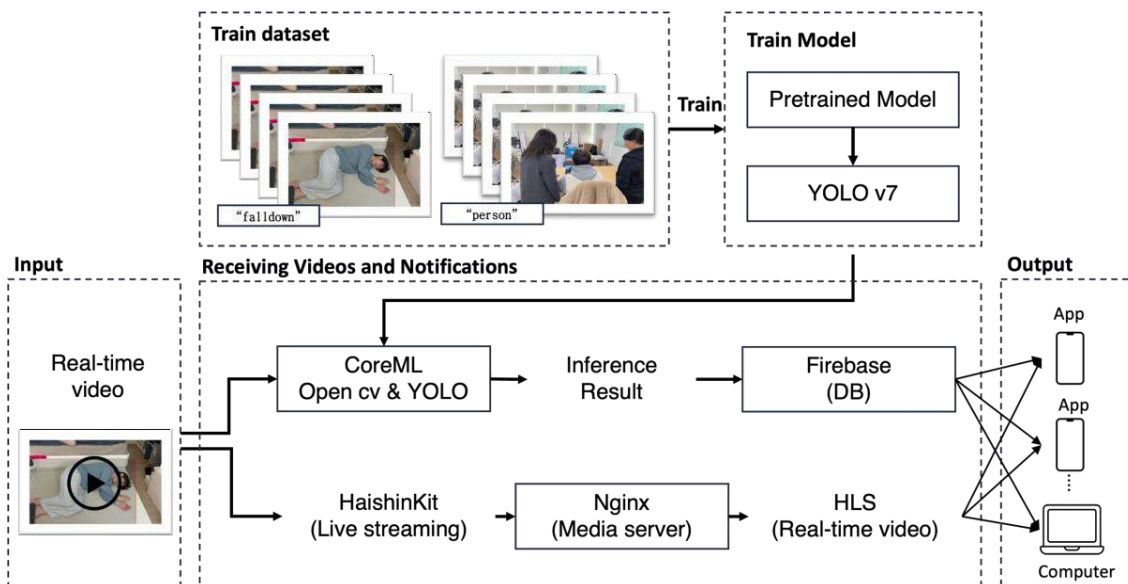 Train dataset
“falldown”
“person”
Train
Train Model
Pretrained Model
YOLO v7
Input
Real-time
video
Receiving Videos and Notifications
CoreML
Open cv & YOLO
Inference
Result
Firebase
(DB)
HaishinKit
(Live streaming)
Nginx
(Media server)
HLS
(Real-time video)
Output
App
App
Computer